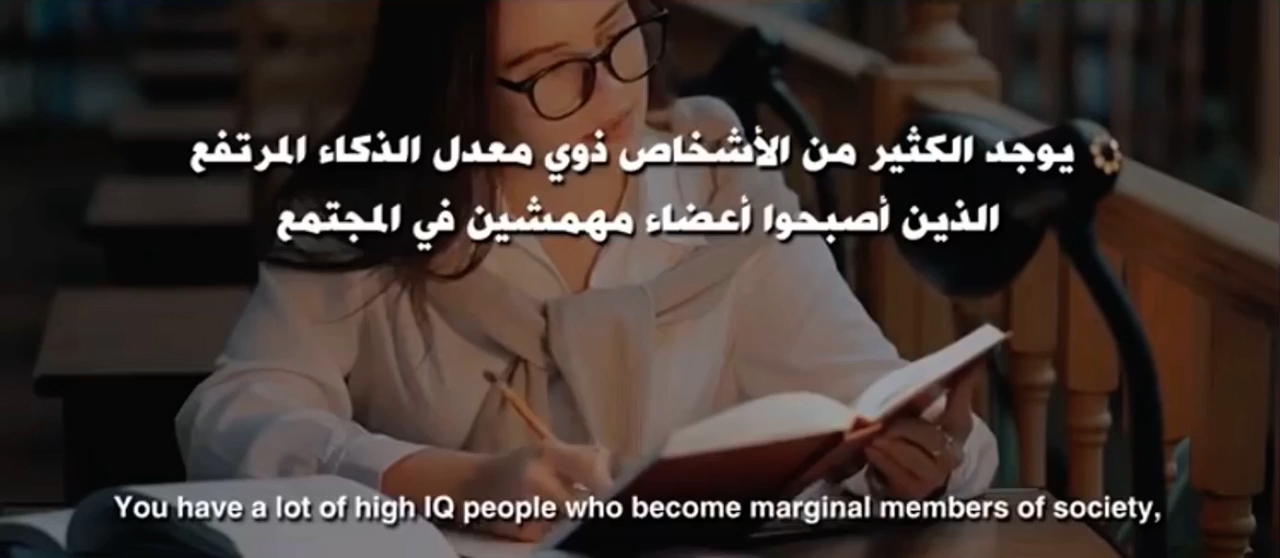 يوجد الكثير من الأشخاص ذوي معدل الذكاء المرتفع
الذين أصبحوا أعضاء مهمشين في المجتمع
You have a lot of high IQ people who become marginal members of society,